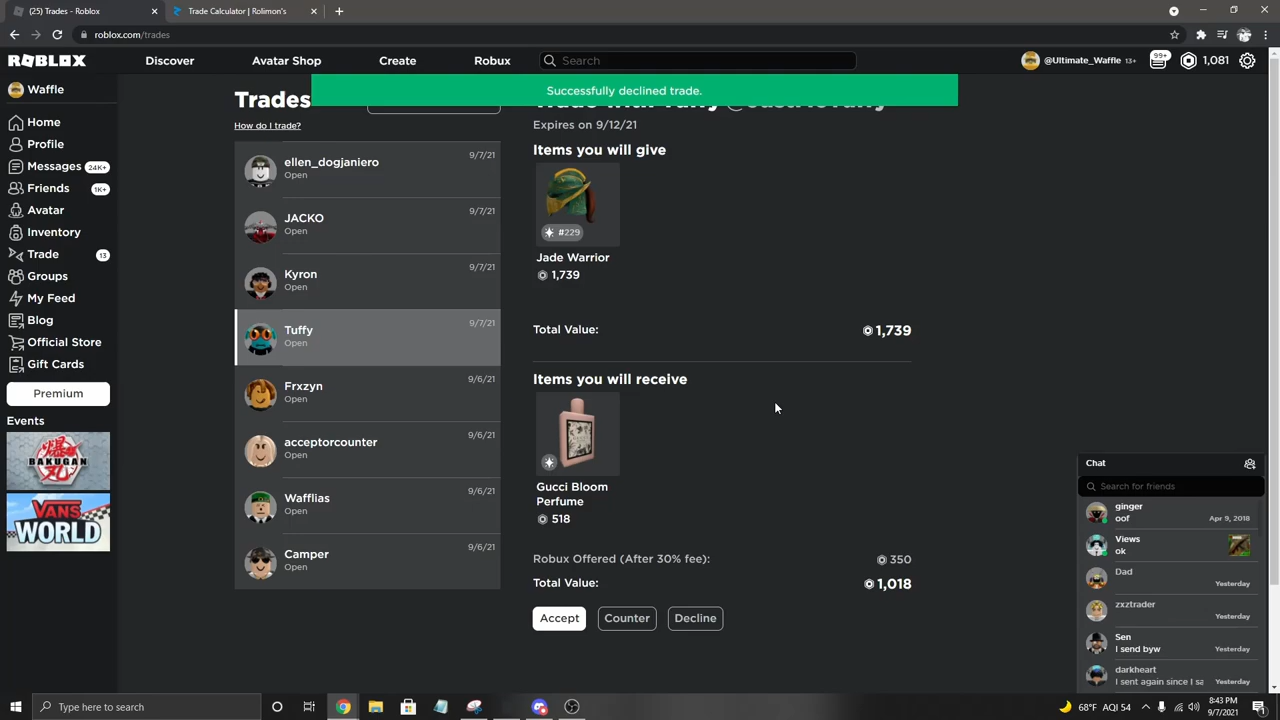 (25) Trades - Roblox
Trade Calculator | Rolimon's
roblox.com/trades
ROBLOX
Discover
Avatar Shop
Create
Robux
Search
@Ultimate_Waffle 13+
99+
1,081
Waffle
Home
Profile
Messages 24K+
Friends 1K+
Avatar
Inventory
Trade 13
Groups
My Feed
Blog
Official Store
Gift Cards
Premium
Events
BAKUGAN
VANS
WORLD
Successfully declined trade.
Trades
How do I trade?
ellen_dogjaniero 9/7/21
Open
JACKO 9/7/21
Open
Kyron 9/7/21
Open
Tuffy 9/7/21
Open
Frxzyn 9/6/21
Open
acceptorcounter 9/6/21
Open
Wafflias 9/6/21
Open
Camper 9/6/21
Open
Expires on 9/12/21
Items you will give
#229
Jade Warrior
1,739
Total Value: 1,739
Items you will receive
Gucci Bloom
Perfume
518
Robux Offered (After 30% fee): 350
Total Value: 1,018
Accept
Counter
Decline
Chat
Search for friends
ginger
oof Apr 9, 2018
Views
ok
Dad
Yesterday
zxztrader
Yesterday
Sen
I send byw Yesterday
darkheart
I sent again since I sa Yesterday
Type here to search
68°F AQI 54
8:43 PM
9/7/2021